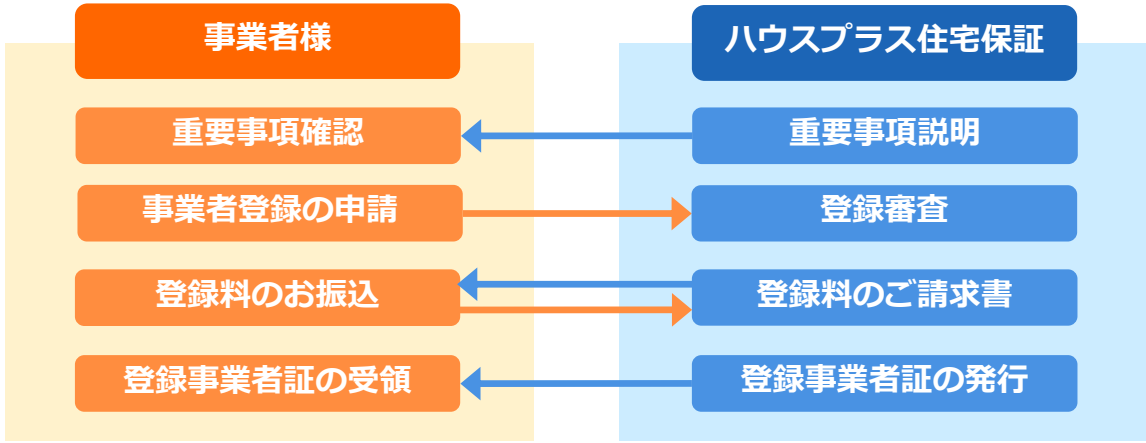 事業者様
ハウスプラス住宅保証
重要事項確認
重要事項説明
事業者登録の申請
登録審査
登録料のお振込
登録料のご請求書
登録事業者証の受領
登録事業者証の発行